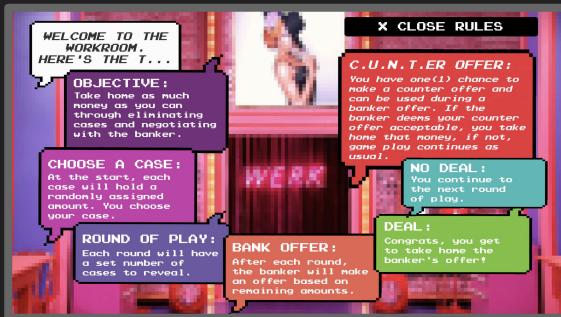 WELCOME TO THE
WORKROOM.
HERE'S THE T...
OBJECTIVE:
Take home as much
money as you can
through eliminating
cases and negotiating
with the banker.
CHOOSE A CASE:
At the start, each
case will hold a
randomly assigned
amount. You choose
your case.
ROUND OF PLAY:
Each round will have
a set number of
cases to reveal.
BANK OFFER:
After each round,
the banker will make
an offer based on
remaining amounts.
WERK
X CLOSE RULES
C.U.N.T.ER OFFER:
You have one(1) chance to
make a counter offer and
can be used during a
banker offer. If the
banker deems your counter
offer acceptable, you take
home that money, if not,
game play continues as
usual.
NO DEAL:
You continue to
the next round
of play.
DEAL:
Congrats, you get
to take home the
banker's offer!